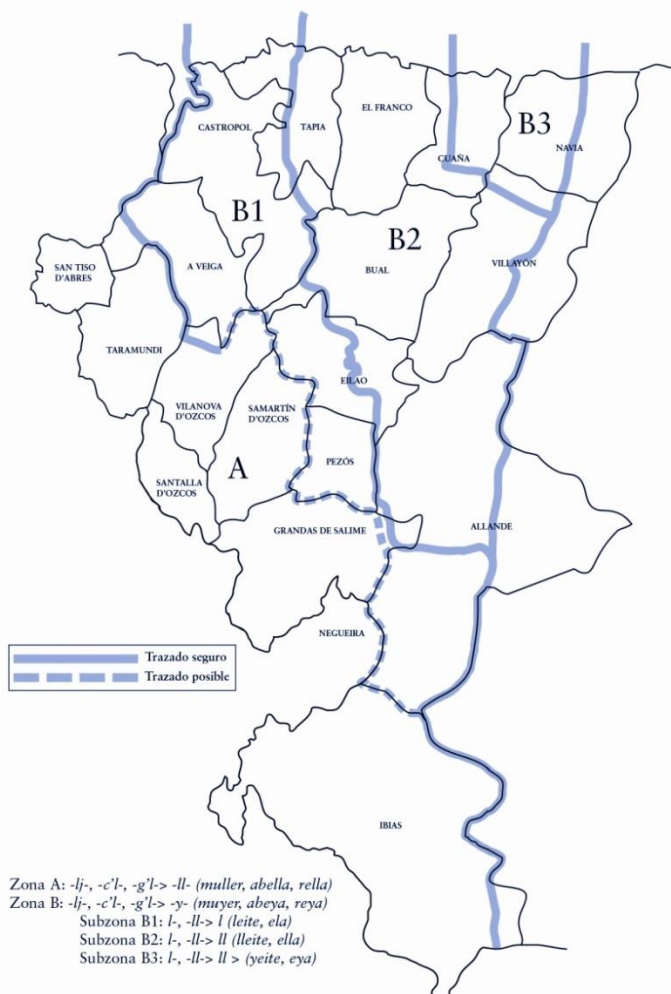 EL FRANCO
B3
CASTROPOL
TAPIA
NAVIA
CUAÑA
B1
B2
A VEIGA
BUAL
VILLAYÓN
SAN TISO
D'ABRES
TARAMUNDI
EILAO
VILANOVA
D'OZCOS
SAMARTÍN
D'OZCOS
PEZÓS
A
SANTALLA
D'OZCOS
GRANDAS DE SALIME
ALLANDE
NEGUEIRA
Trazado seguro
Trazado posible
IBIAS
Zona A: -lj-, -c'l-, -g'l-> -ll- (muller, abella, rella)
Zona B: -lj-, -c'l-, -g'l-> -y- (muyer, abeya, reya)
Subzona B1: l-, -ll-> l (leite, ela)
Subzona B2: l-, -ll-> ll (lleite, ella)
Subzona B3: l-, -ll-> ll > (yeite, eya)